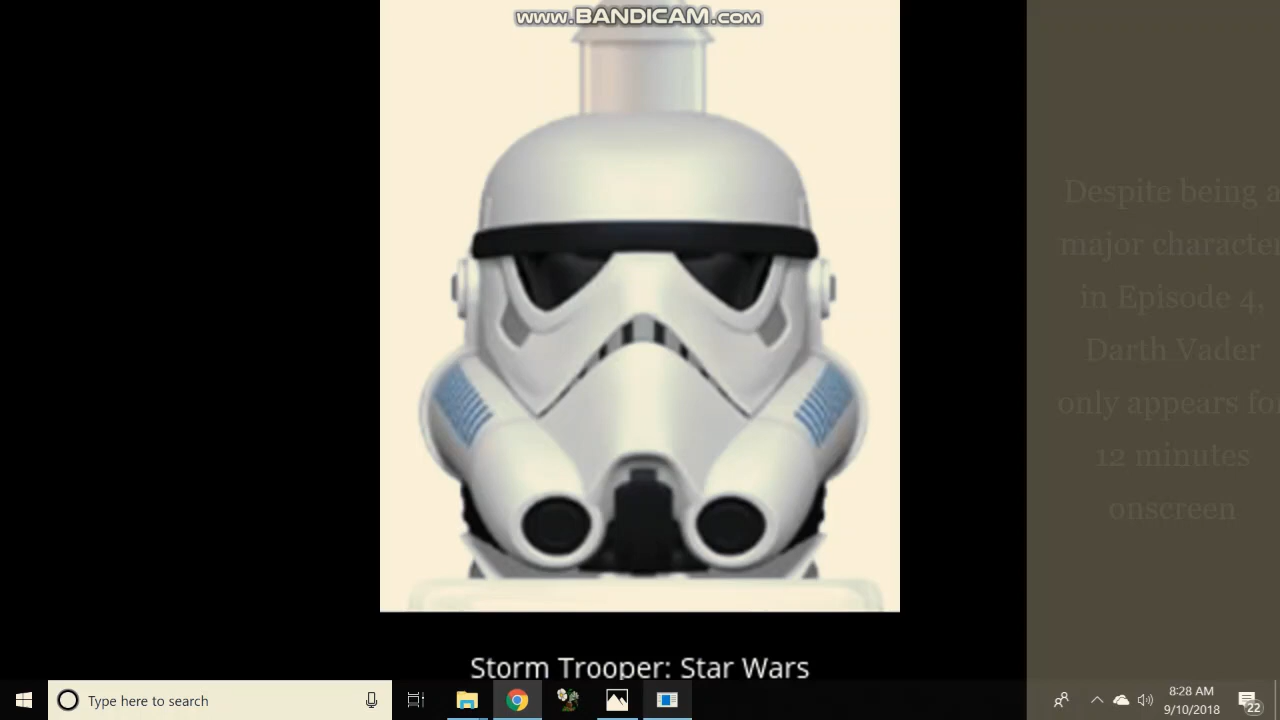 www.BANDICAM.com
Despite being a
major character
in Episode 4,
Darth Vader
only appears for
12 minutes
onscreen
Storm Trooper: Star Wars
Type here to search
8:28 AM
9/10/2018
22